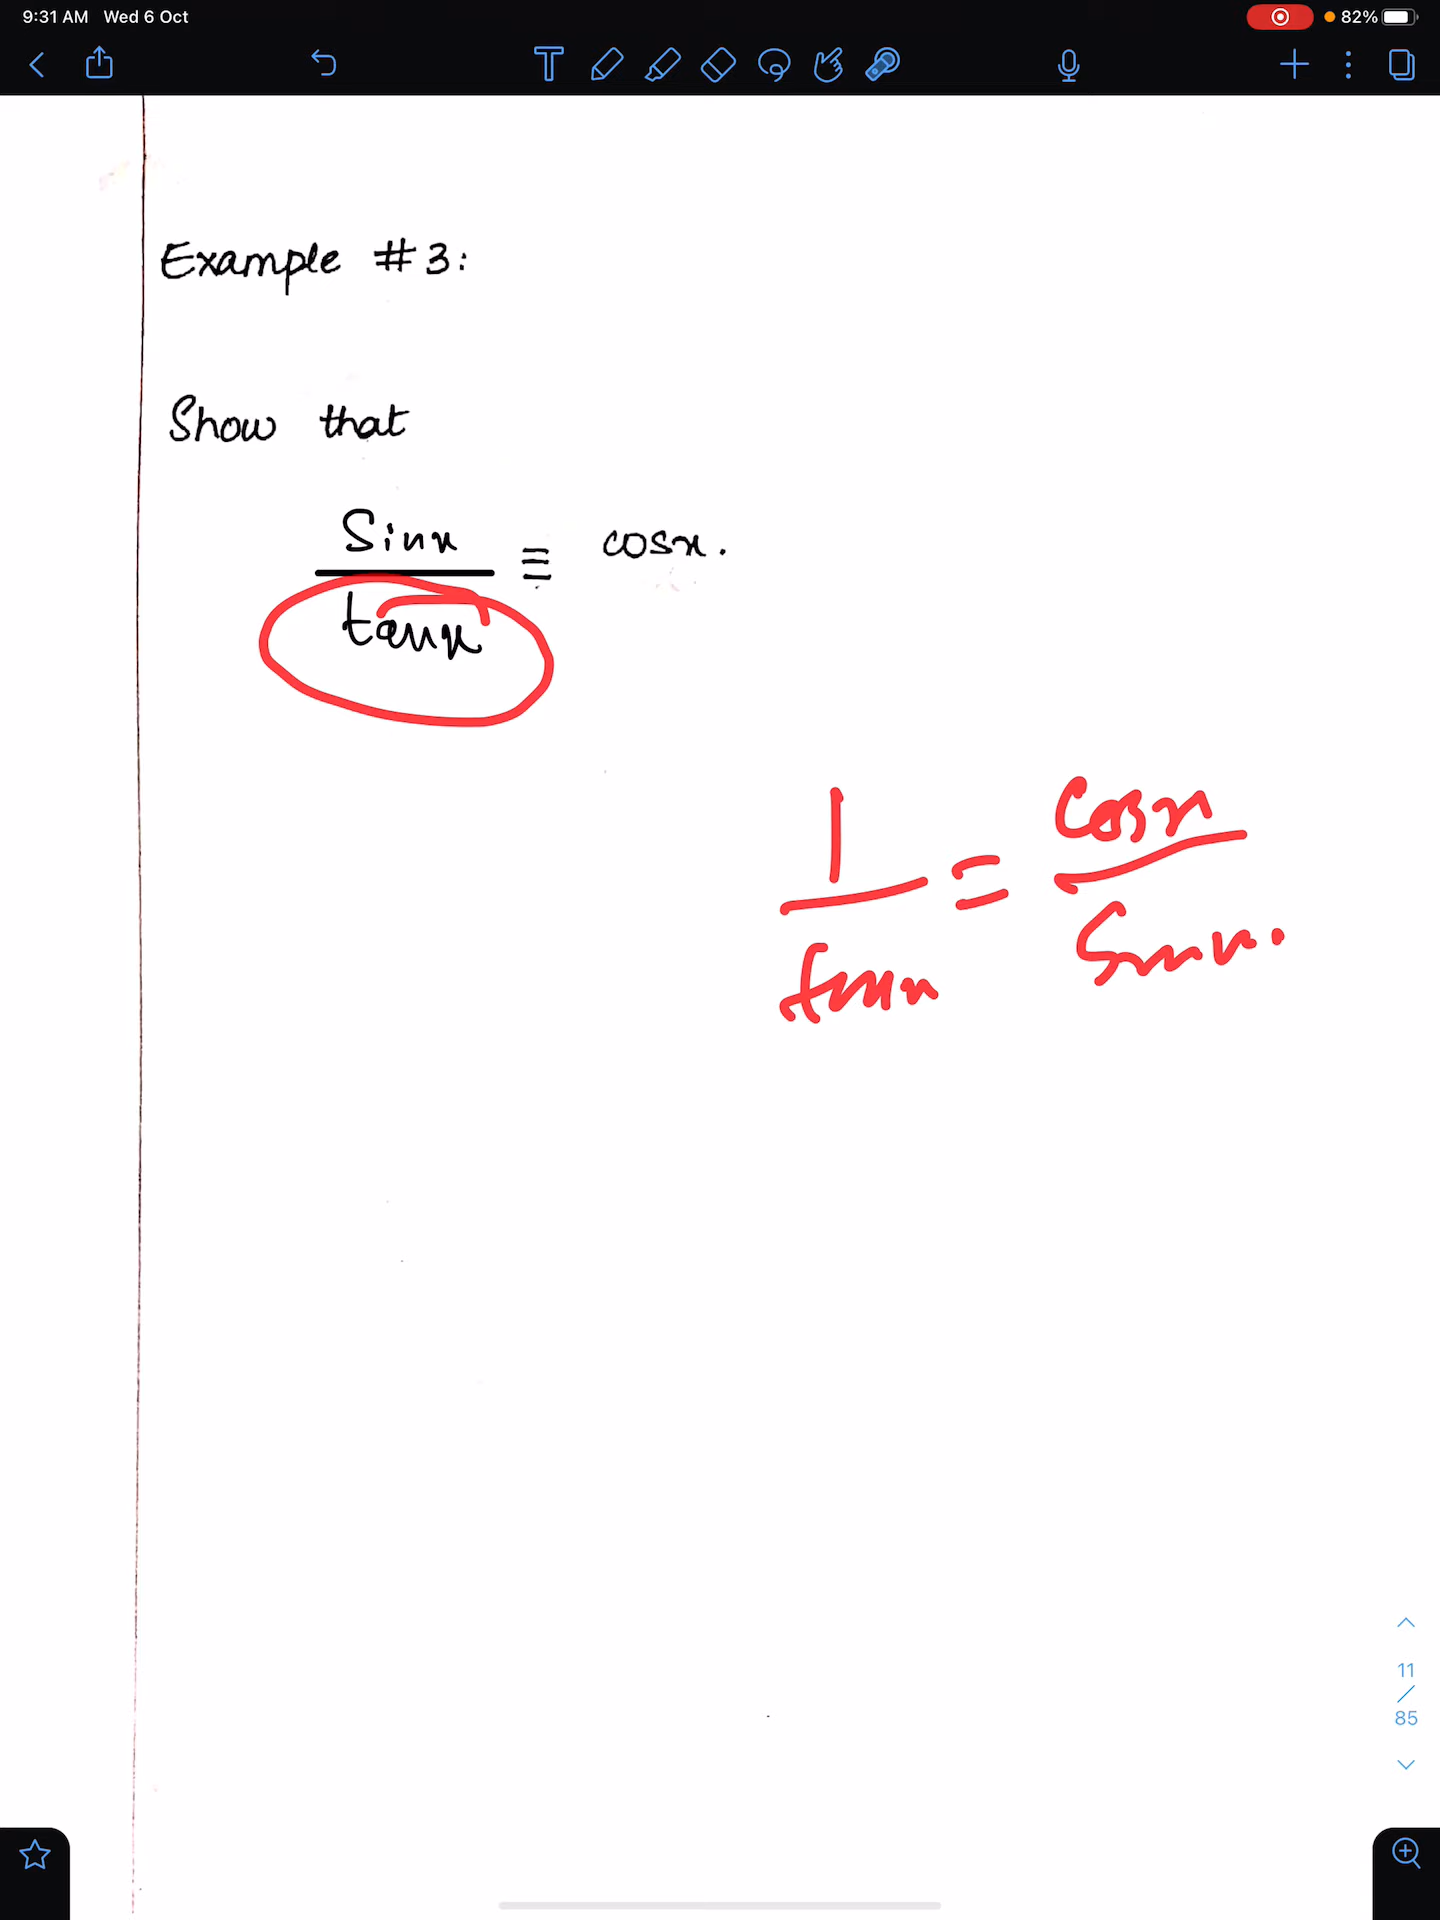 9:31 AM Wed 6 Oct
82%
Example #3:
Show that
Sinx
≡ cosx.
tanx
1 = Cosx
tanx Sinx.
11
/
85